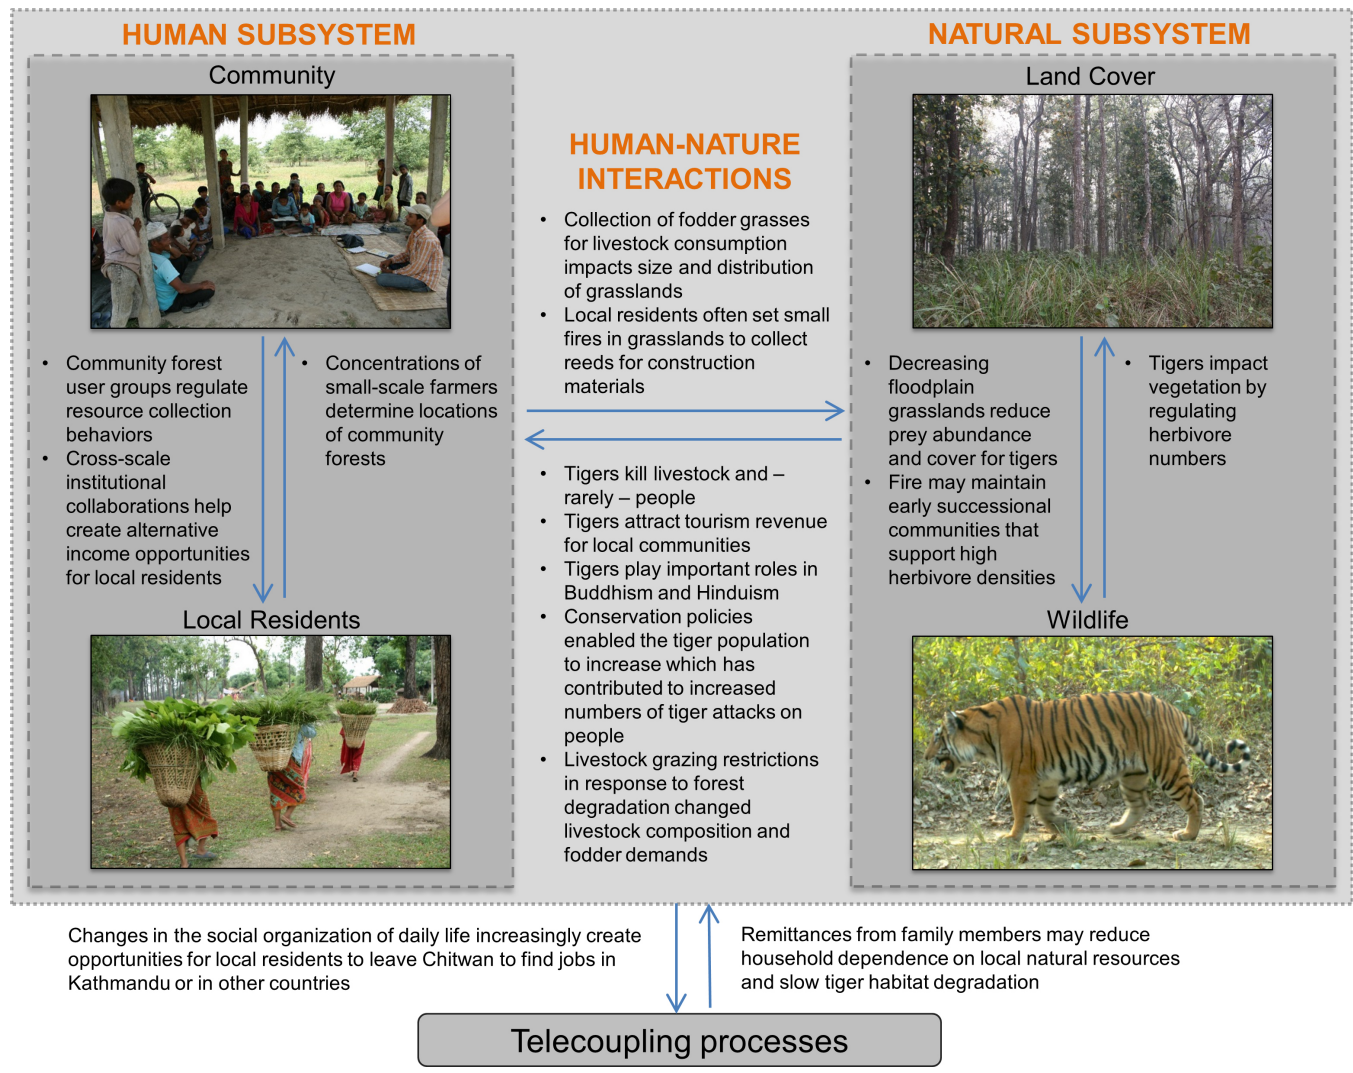 HUMAN SUBSYSTEM
Community
• Community forest
user groups regulate
resource collection
behaviors
• Cross-scale
institutional
collaborations help
create alternative
income opportunities
for local residents
• Concentrations of
small-scale farmers
determine locations
of community
forests
Local Residents
HUMAN-NATURE
INTERACTIONS
• Collection of fodder grasses
for livestock consumption
impacts size and distribution
of grasslands
• Local residents often set small
fires in grasslands to collect
reeds for construction
materials
• Tigers kill livestock and –
rarely – people
• Tigers attract tourism revenue
for local communities
• Tigers play important roles in
Buddhism and Hinduism
• Conservation policies
enabled the tiger population
to increase which has
contributed to increased
numbers of tiger attacks on
people
• Livestock grazing restrictions
in response to forest
degradation changed
livestock composition and
fodder demands
NATURAL SUBSYSTEM
Land Cover
• Decreasing
floodplain
grasslands reduce
prey abundance
and cover for tigers
• Fire may maintain
early successional
communities that
support high
herbivore densities
• Tigers impact
vegetation by
regulating
herbivore
numbers
Wildlife
Changes in the social organization of daily life increasingly create
opportunities for local residents to leave Chitwan to find jobs in
Kathmandu or in other countries
Remittances from family members may reduce
household dependence on local natural resources
and slow tiger habitat degradation
Telecoupling processes